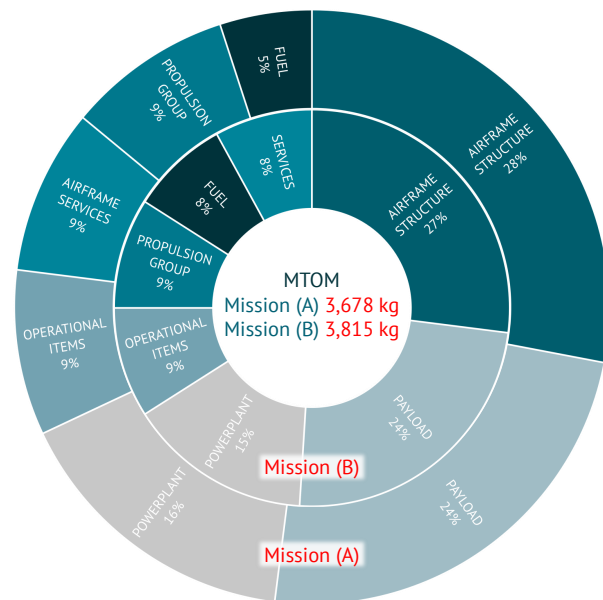 FUEL
5%
PROPULSION
GROUP
9%
AIRFRAME
SERVICES
9%
OPERATIONAL
ITEMS
9%
POWERPLANT
16%
PAYLOAD
24%
AIRFRAME
STRUCTURE
28%
SERVICES
8%
FUEL
8%
PROPULSION
GROUP
9%
OPERATIONAL
ITEMS
9%
POWERPLANT
15%
PAYLOAD
24%
AIRFRAME
STRUCTURE
27%
MTOM
Mission (A) 3,678 kg
Mission (B) 3,815 kg
Mission (B)
Mission (A)